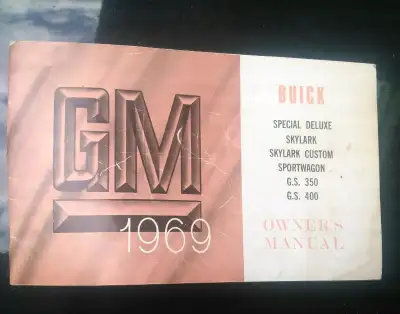 GM
1969
BUICK
SPECIAL DELUXE
SKYLARK
SKYLARK CUSTOM
SPORTWAGON
G.S. 350
G.S. 400
OWNER'S
MANUAL